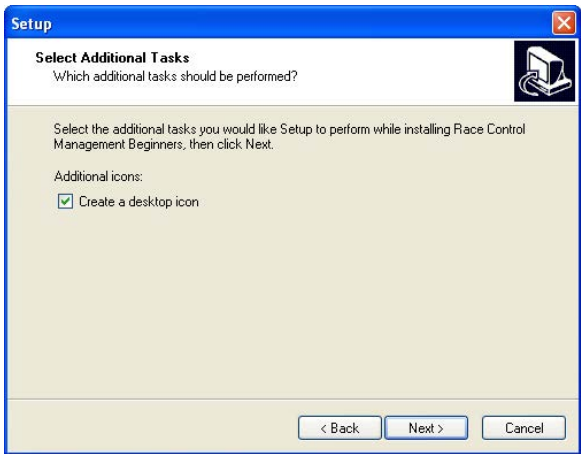 Setup
Select Additional Tasks
Which additional tasks should be performed?
Select the additional tasks you would like Setup to perform while installing Race Control
Management Beginners, then click Next.
Additional icons:
Create a desktop icon
< Back
Next >
Cancel